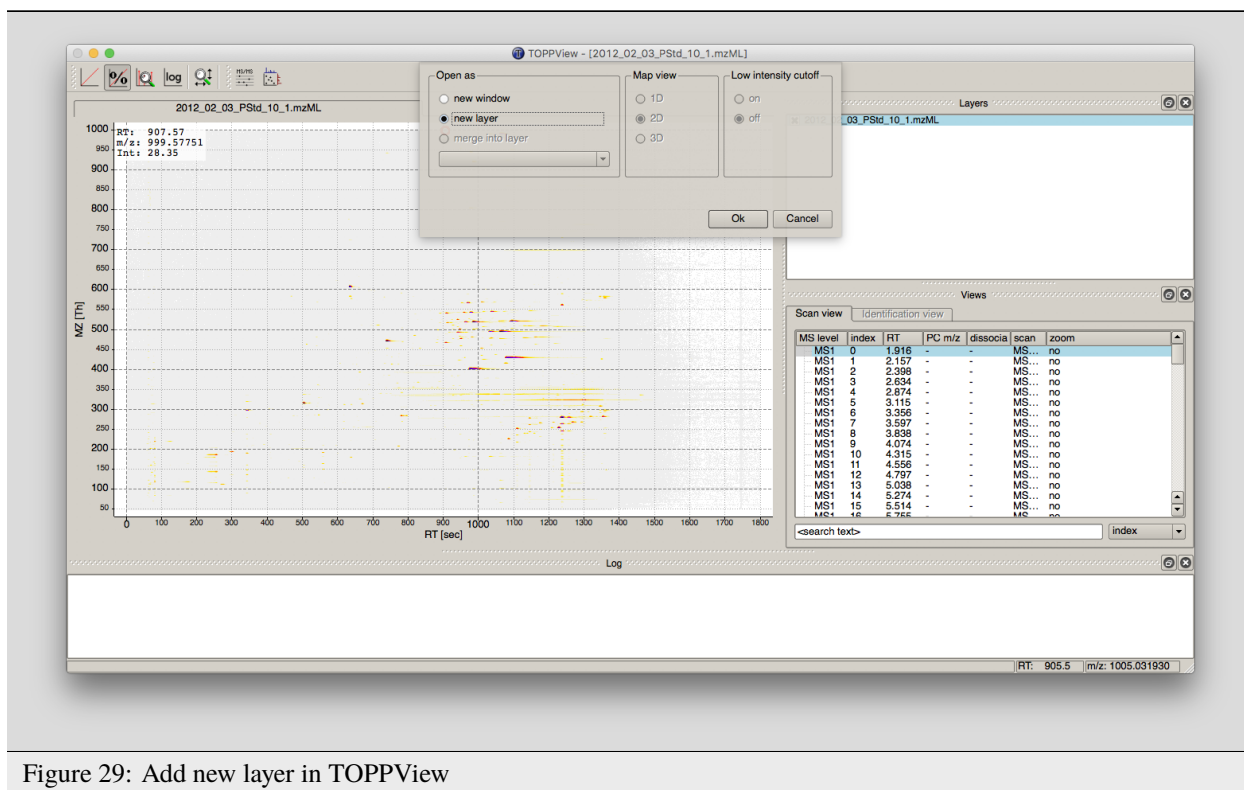 TOPPView - [2012_02_03_PStd_10_1.mzML]
% log MS/MS
Open as
new window
new layer
merge into layer
Map view
1D
2D
3D
Low intensity cutoff
on
off
Ok Cancel
2012_02_03_PStd_10_1.mzML
RT: 907.57
m/z: 999.57751
Int: 28.35
MZ [Th]
1000
950
900
850
800
750
700
650
600
550
500
450
400
350
300
250
200
150
100
50
0 100 200 300 400 500 600 700 800 900 1000 1100 1200 1300 1400 1500 1600 1700 1800
RT [sec]
Layers
_03_PStd_10_1.mzML
Views
Scan view Identification view
MS level index RT PC m/z dissocia scan zoom
MS1 0 1.916 - - MS... no
MS1 1 2.157 - - MS... no
MS1 2 2.398 - - MS... no
MS1 3 2.634 - - MS... no
MS1 4 2.874 - - MS... no
MS1 5 3.115 - - MS... no
MS1 6 3.356 - - MS... no
MS1 7 3.597 - - MS... no
MS1 8 3.838 - - MS... no
MS1 9 4.074 - - MS... no
MS1 10 4.315 - - MS... no
MS1 11 4.556 - - MS... no
MS1 12 4.797 - - MS... no
MS1 13 5.038 - - MS... no
MS1 14 5.274 - - MS... no
MS1 15 5.514 - - MS... no
MS1 16 5.755 - - MS... no
<search text> index
Log
RT: 905.5 m/z: 1005.031930
Figure 29: Add new layer in TOPPView